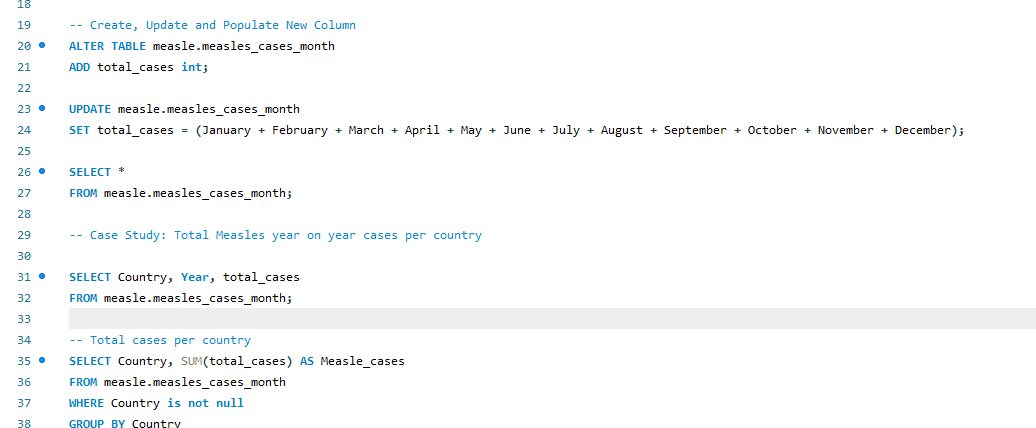 18
19 -- Create, Update and Populate New Column
20 ALTER TABLE measle.measles_cases_month
21 ADD total_cases int;
22
23 UPDATE measle.measles_cases_month
24 SET total_cases = (January + February + March + April + May + June + July + August + September + October + November + December);
25
26 SELECT *
27 FROM measle.measles_cases_month;
28
29 -- Case Study: Total Measles year on year cases per country
30
31 SELECT Country, Year, total_cases
32 FROM measle.measles_cases_month;
33
34 -- Total cases per country
35 SELECT Country, SUM(total_cases) AS Measle_cases
36 FROM measle.measles_cases_month
37 WHERE Country is not null
38 GROUP BY Country